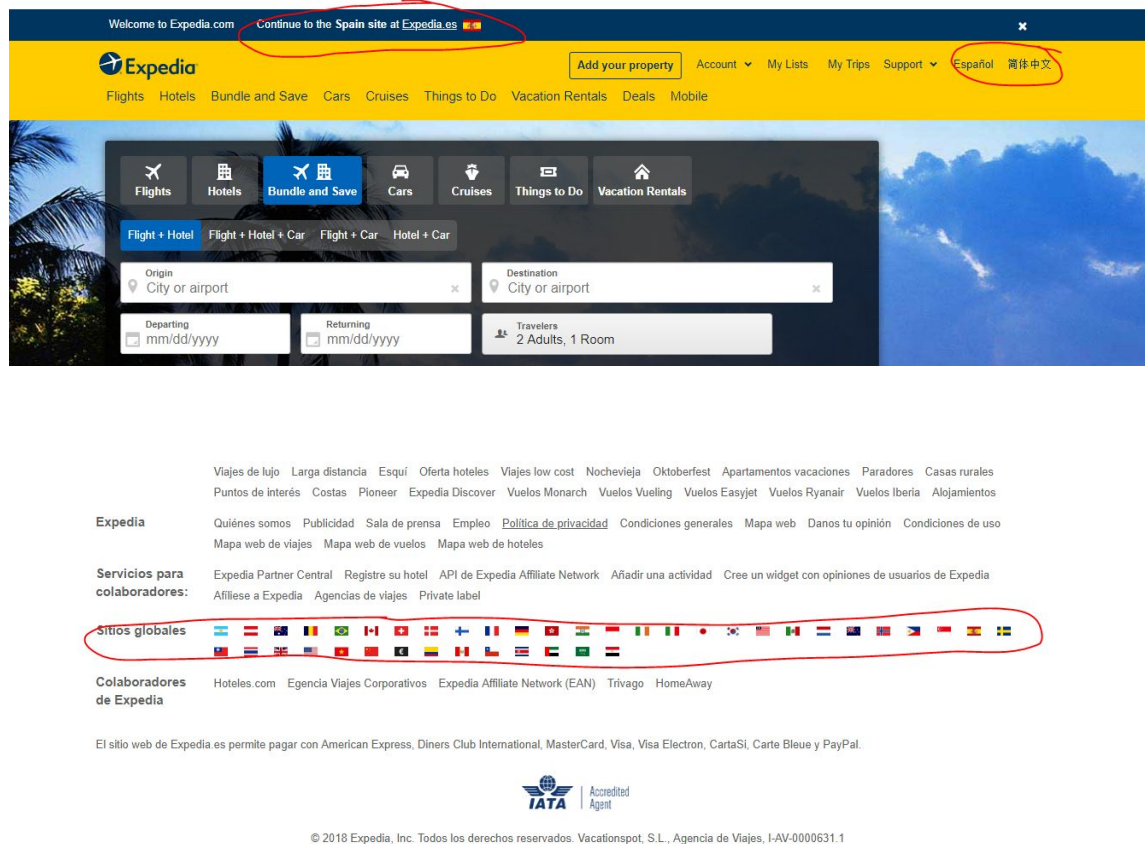 Welcome to Expedia.com Continue to the Spain site at Expedia.es
Expedia Add your property Account My Lists My Trips Support Español 简体中文
Flights Hotels Bundle and Save Cars Cruises Things to Do Vacation Rentals Deals Mobile
Flights Hotels Bundle and Save Cars Cruises Things to Do Vacation Rentals
Flight + Hotel Flight + Hotel + Car Flight + Car Hotel + Car
Origin Destination
City or airport City or airport
Departing Returning Travelers
mm/dd/yyyy mm/dd/yyyy 2 Adults, 1 Room
Viajes de lujo Larga distancia Esquí Oferta hoteles Viajes low cost Nochevieja Oktoberfest Apartamentos vacaciones Paradores Casas rurales
Puntos de interés Costas Pioneer Expedia Discover Vuelos Monarch Vuelos Vueling Vuelos Easyjet Vuelos Ryanair Vuelos Iberia Alojamientos
Expedia Quiénes somos Publicidad Sala de prensa Empleo Política de privacidad Condiciones generales Mapa web Danos tu opinión Condiciones de uso
Mapa web de viajes Mapa web de vuelos Mapa web de hoteles
Servicios para colaboradores: Expedia Partner Central Registre su hotel API de Expedia Affiliate Network Añadir una actividad Cree un widget con opiniones de usuarios de Expedia
Afíliese a Expedia Agencias de viajes Private label
Sitios globales
Colaboradores de Expedia Hoteles.com Egencia Viajes Corporativos Expedia Affiliate Network (EAN) Trivago HomeAway
El sitio web de Expedia.es permite pagar con American Express, Diners Club International, MasterCard, Visa, Visa Electron, CartaSi, Carte Bleue y PayPal.
IATA Accredited Agent
© 2018 Expedia, Inc. Todos los derechos reservados. Vacationspot, S.L., Agencia de Viajes, I-AV-0000631.1